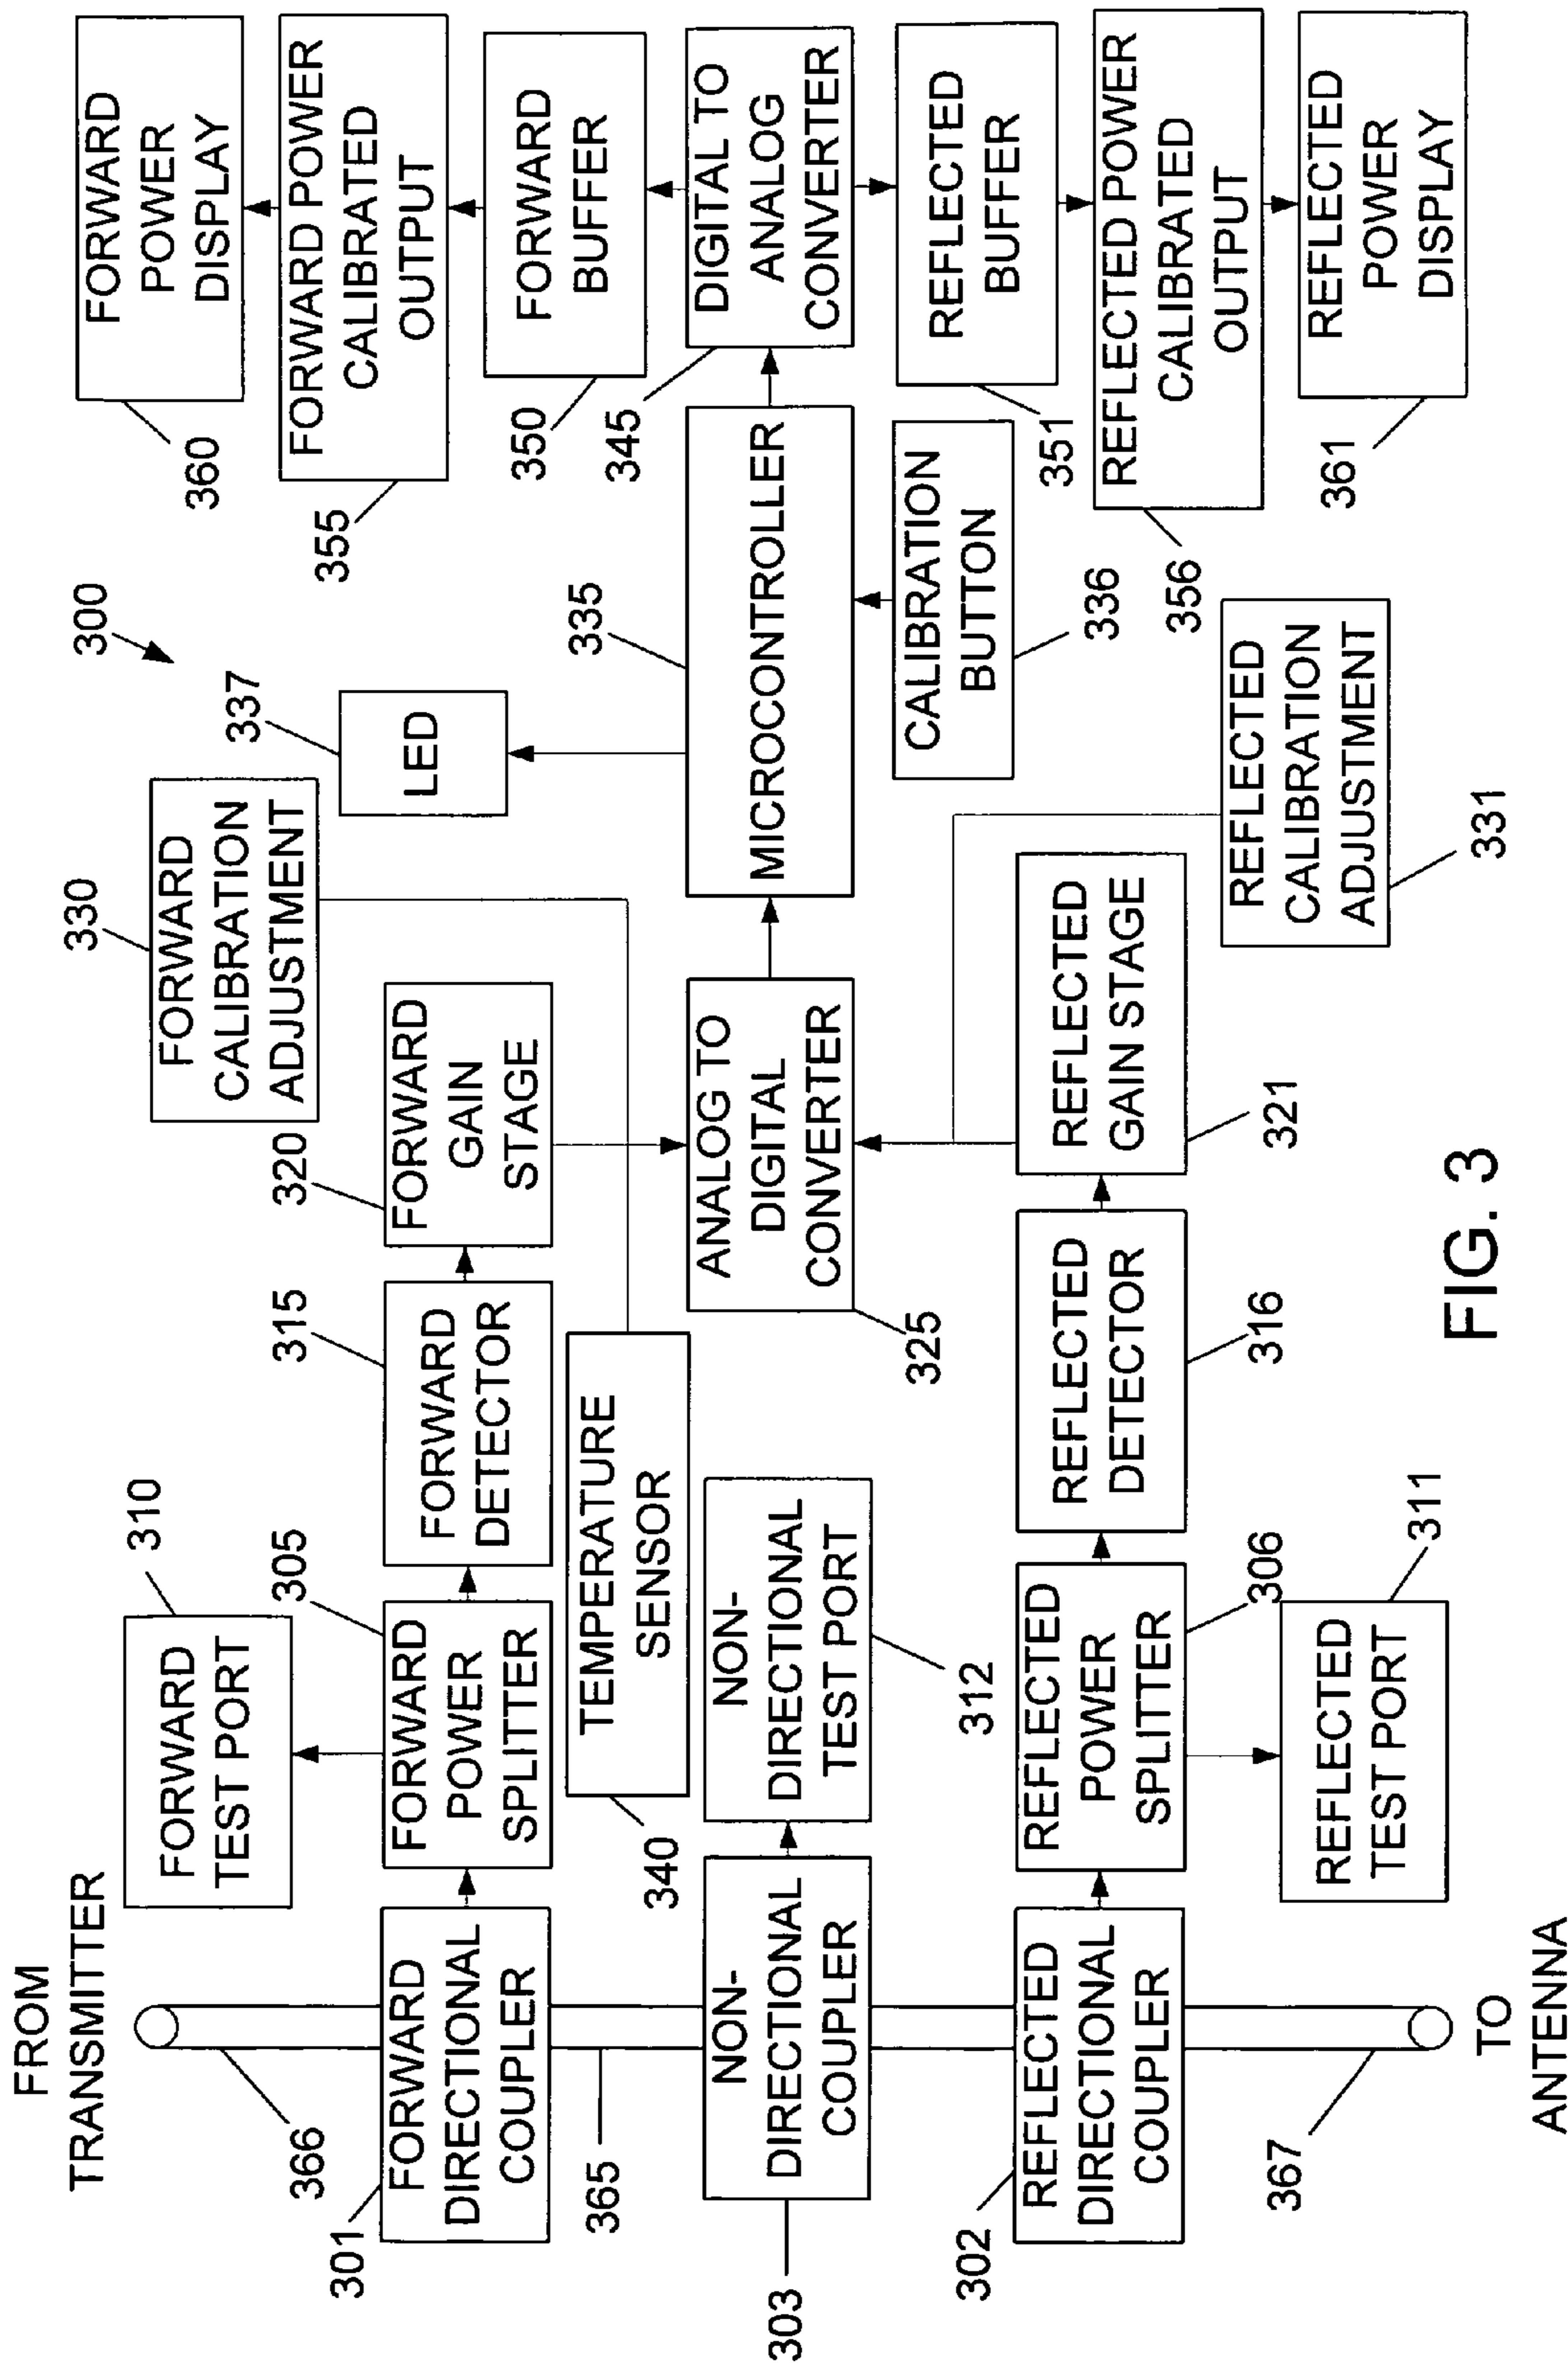 FROM
TRANSMITTER
366
301
FORWARD
DIRECTIONAL
COUPLER
365
303
NON-
DIRECTIONAL
COUPLER
302
REFLECTED
DIRECTIONAL
COUPLER
367
TO
ANTENNA
310
FORWARD
TEST PORT
305
FORWARD
POWER
SPLITTER
340
TEMPERATURE
SENSOR
NON-
DIRECTIONAL
TEST PORT
312
REFLECTED
POWER
SPLITTER
306
REFLECTED
TEST PORT
311
315
FORWARD
DETECTOR
320
FORWARD
GAIN
STAGE
ANALOG TO
DIGITAL
CONVERTER
325
REFLECTED
DETECTOR
316
REFLECTED
GAIN STAGE
321
330
FORWARD
CALIBRATION
ADJUSTMENT
337
LED
300
335
MICROCONTROLLER
CALIBRATION
BUTTON
336
REFLECTED
CALIBRATION
ADJUSTMENT
331
FORWARD
POWER
DISPLAY
360
FORWARD POWER
CALIBRATED
OUTPUT
355
FORWARD
BUFFER
350
DIGITAL TO
ANALOG
CONVERTER
345
REFLECTED
BUFFER
351
REFLECTED POWER
CALIBRATED
OUTPUT
356
REFLECTED
POWER
DISPLAY
361
FIG. 3